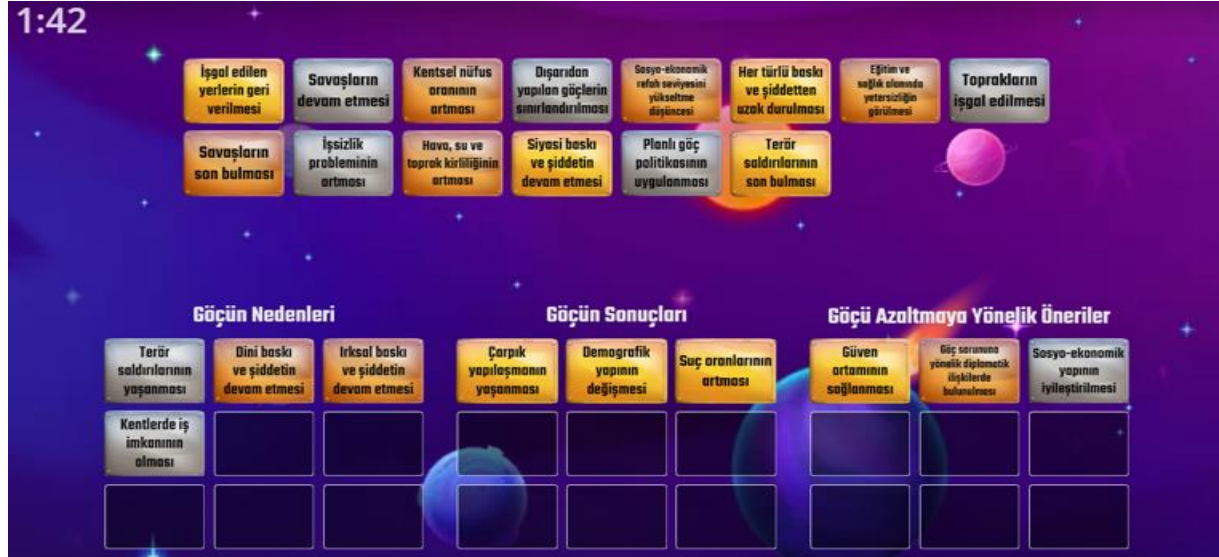 1:42
İşgal edilen
yerlerin geri
verilmesi
Savaşların
devam etmesi
Kentsel nüfus
oranının
artması
Dışarıdan
yapılan göçlerin
sınırlandırılması
Sosyo-ekonomik
refah seviyesini
yükseltme
düşüncesi
Her türlü baskı
ve şiddetten
uzak durulması
Eğitim ve
sağlık alanında
yetersizliğin
görülmesi
Toprakların
işgal edilmesi
Savaşların
son bulması
İşsizlik
probleminin
artması
Hava, su ve
toprak kirliliğinin
artması
Siyasi baskı
ve şiddetin
devam etmesi
Planlı göç
politikasının
uygulanması
Terör
saldırılarının
son bulması
Göçün Nedenleri
Göçün Sonuçları
Göçü Azaltmaya Yönelik Öneriler
Terör
saldırılarının
yaşanması
Dini baskı
ve şiddetin
devam etmesi
Irksal baskı
ve şiddetin
devam etmesi
Çarpık
yapılaşmanın
yaşanması
Demografik
yapının
değişmesi
Suç oranlarının
artması
Güven
ortamının
sağlanması
Göç sorununa
yönelik diplomatik
ilişkilerde
bulunulması
Sosyo-ekonomik
yapının
iyileştirilmesi
Kentlerde iş
imkanının
olması